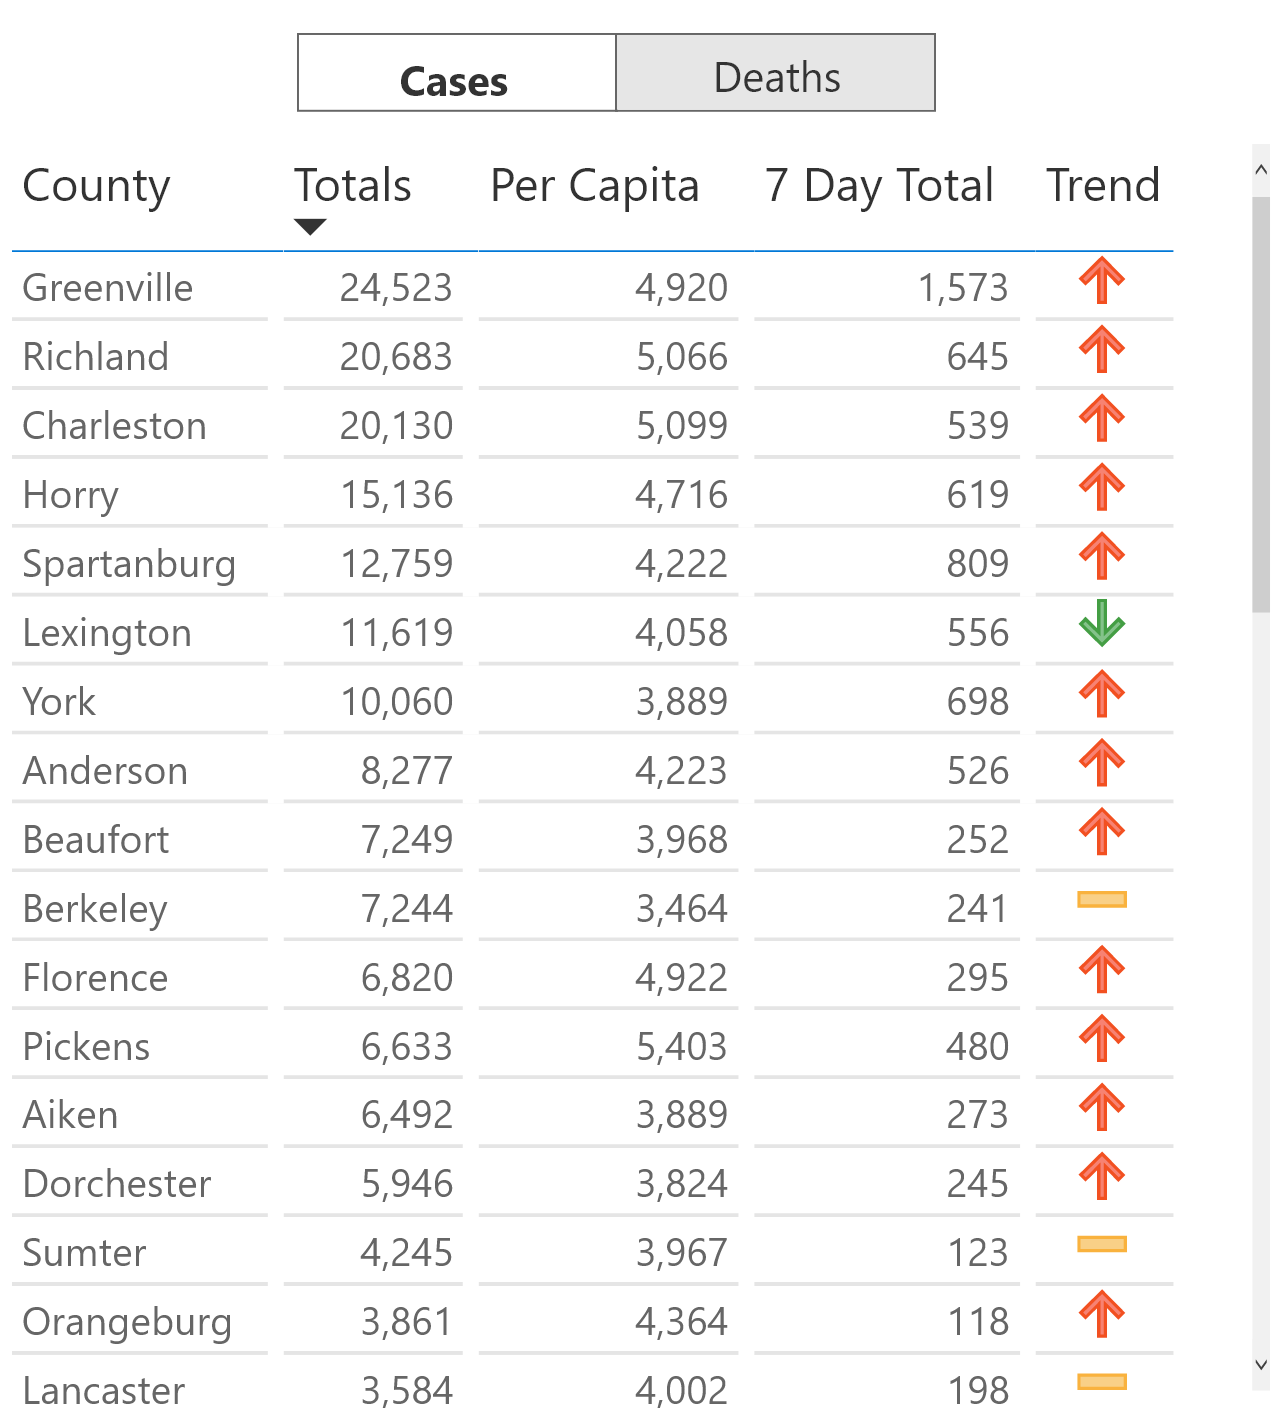 Cases Deaths
County Totals Per Capita 7 Day Total Trend
Greenville 24,523 4,920 1,573
Richland 20,683 5,066 645
Charleston 20,130 5,099 539
Horry 15,136 4,716 619
Spartanburg 12,759 4,222 809
Lexington 11,619 4,058 556
York 10,060 3,889 698
Anderson 8,277 4,223 526
Beaufort 7,249 3,968 252
Berkeley 7,244 3,464 241
Florence 6,820 4,922 295
Pickens 6,633 5,403 480
Aiken 6,492 3,889 273
Dorchester 5,946 3,824 245
Sumter 4,245 3,967 123
Orangeburg 3,861 4,364 118
Lancaster 3,584 4,002 198